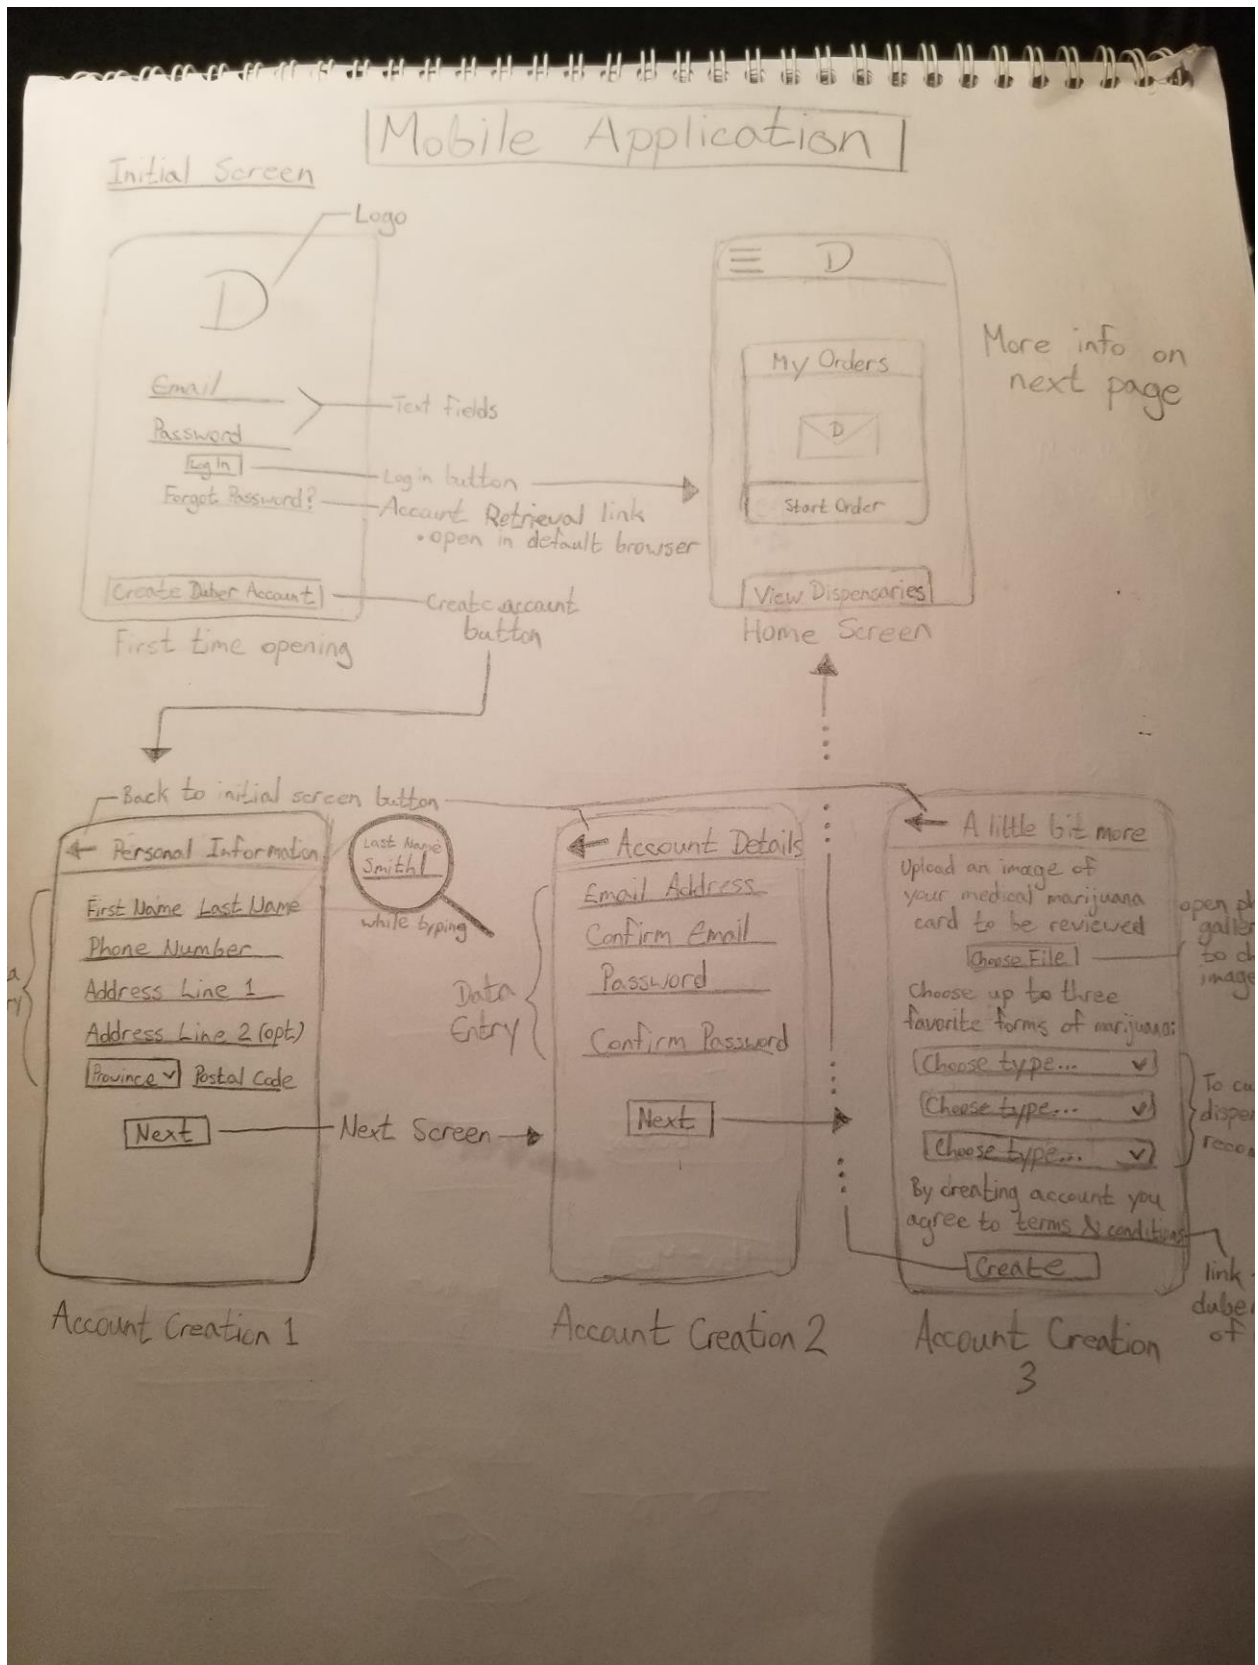 Mobile Application
Initial Screen
Logo
D
Email
Password
Text fields
Log In
Log in button
Forgot Password?
Account Retrieval link
• open in default browser
Create Duber Account
Create account
button
First time opening
D
My Orders
D
Start Order
View Dispensaries
Home Screen
More info on
next page
Back to initial screen button
Personal Information
First Name Last Name
Phone Number
Address Line 1
Address Line 2 (opt)
Province Postal Code
Next
Next Screen
Account Creation 1
Last Name
Smith|
while typing
Account Details
Email Address
Confirm Email
Password
Confirm Password
Data
Entry
Next
Account Creation 2
A little bit more
Upload an image of
your medical marijuana
card to be reviewed
Choose File
open
to
image
Choose up to three
favorite forms of marijuana:
Choose type...
Choose type...
Choose type...
To
By creating account you
agree to terms & conditions
link
of
Create
Account Creation
3